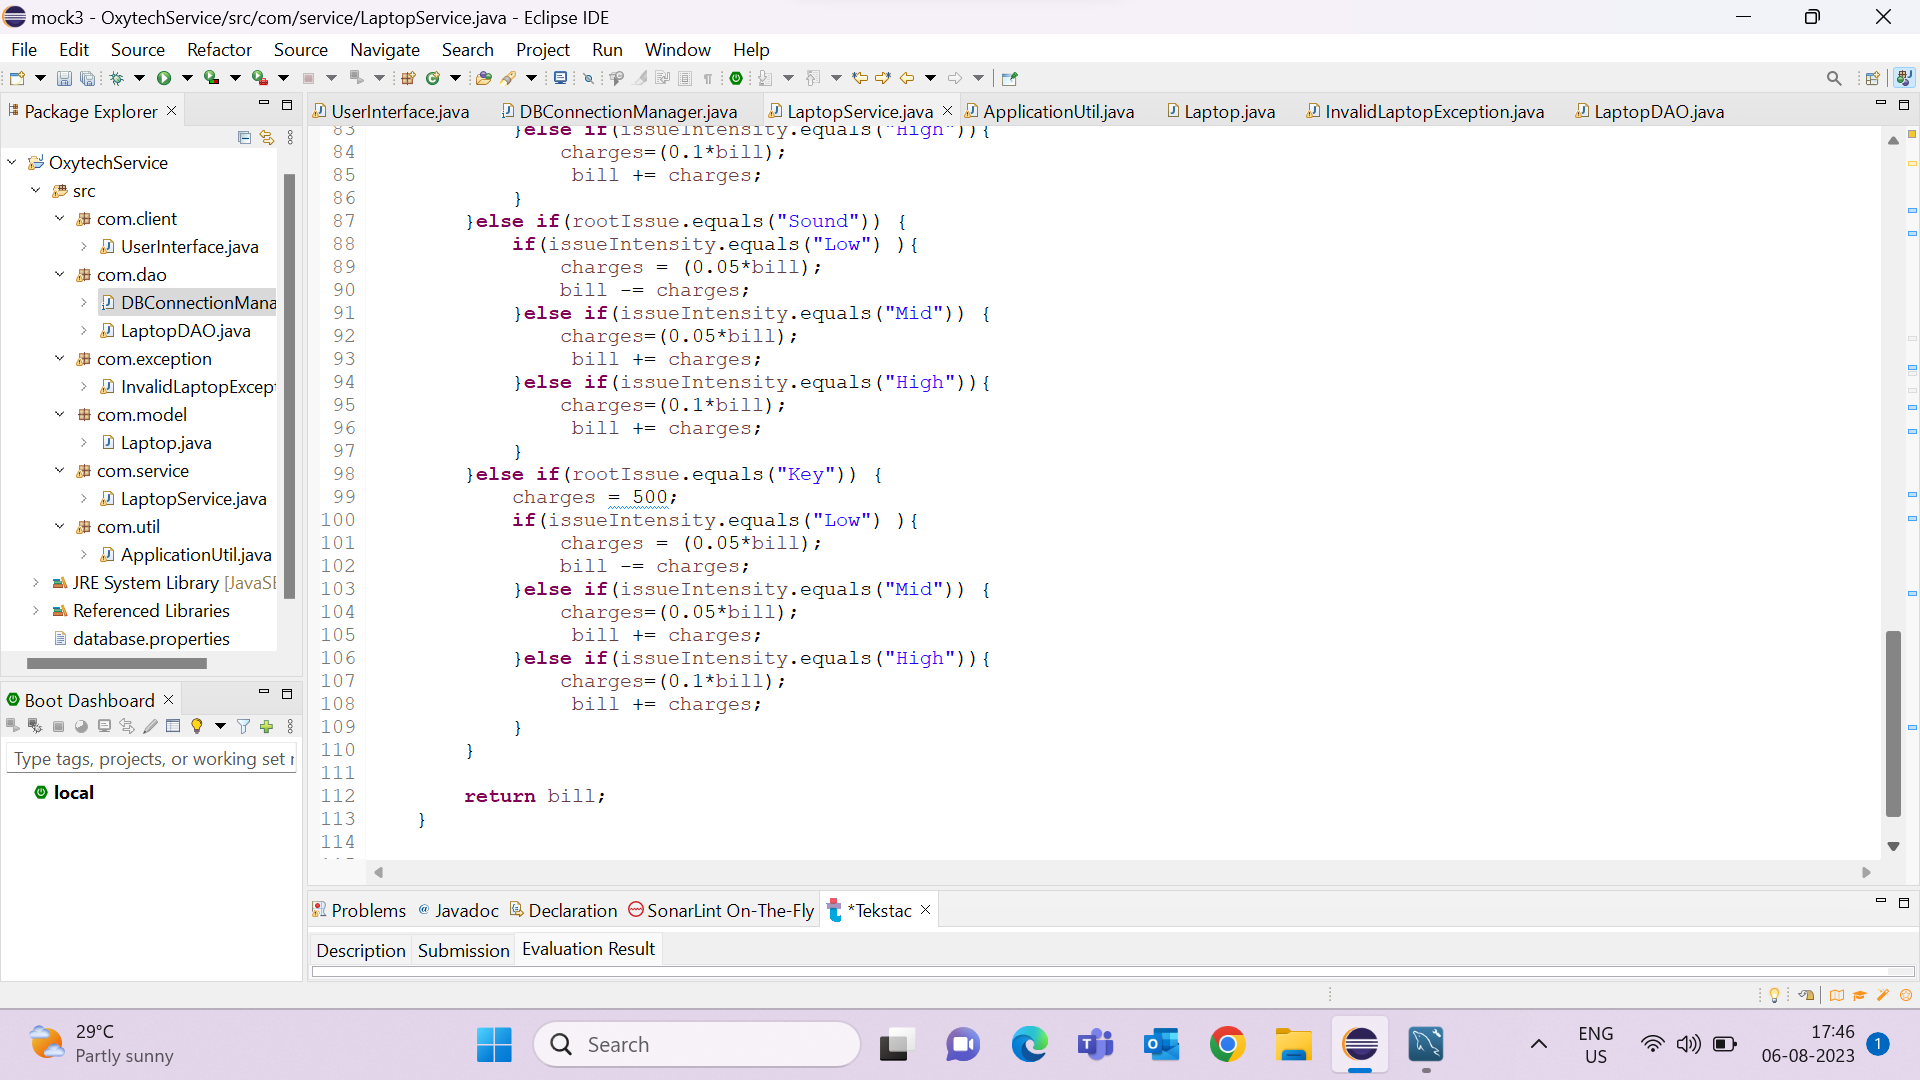 mock3 - OxytechService/src/com/service/LaptopService.java - Eclipse IDE
File Edit Source Refactor Source Navigate Search Project Run Window Help
Package Explorer
OxytechService
src
com.client
UserInterface.java
com.dao
DBConnectionMana
LaptopDAO.java
com.exception
InvalidLaptopExcept
com.model
Laptop.java
com.service
LaptopService.java
com.util
ApplicationUtil.java
JRE System Library [JavaSE
Referenced Libraries
database.properties
Boot Dashboard
Type tags, projects, or working set
local
UserInterface.java DBConnectionManager.java LaptopService.java ApplicationUtil.java Laptop.java InvalidLaptopException.java LaptopDAO.java
83 }else if(issueIntensity.equals("High")){
84 charges=(0.1*bill);
85 bill += charges;
86 }
87 }else if(rootIssue.equals("Sound")) {
88 if(issueIntensity.equals("Low") ){
89 charges = (0.05*bill);
90 bill -= charges;
91 }else if(issueIntensity.equals("Mid")) {
92 charges=(0.05*bill);
93 bill += charges;
94 }else if(issueIntensity.equals("High")){
95 charges=(0.1*bill);
96 bill += charges;
97 }
98 }else if(rootIssue.equals("Key")) {
99 charges = 500;
100 if(issueIntensity.equals("Low") ){
101 charges = (0.05*bill);
102 bill -= charges;
103 }else if(issueIntensity.equals("Mid")) {
104 charges=(0.05*bill);
105 bill += charges;
106 }else if(issueIntensity.equals("High")){
107 charges=(0.1*bill);
108 bill += charges;
109 }
110 }
111
112 return bill;
113 }
114
Problems Javadoc Declaration SonarLint On-The-Fly *Tekstac
Description Submission Evaluation Result
29°C
Partly sunny
Search
ENG
US
17:46
06-08-2023
1